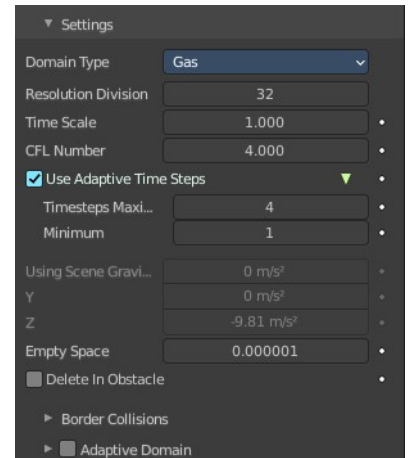 Settings
Domain Type Gas
Resolution Division 32
Time Scale 1.000
CFL Number 4.000
Use Adaptive Time Steps
Timesteps Maxi... 4
Minimum 1
Using Scene Gravi... 0 m/s²
Y 0 m/s²
Z -9.81 m/s²
Empty Space 0.000001
Delete In Obstacle
Border Collisions
Adaptive Domain